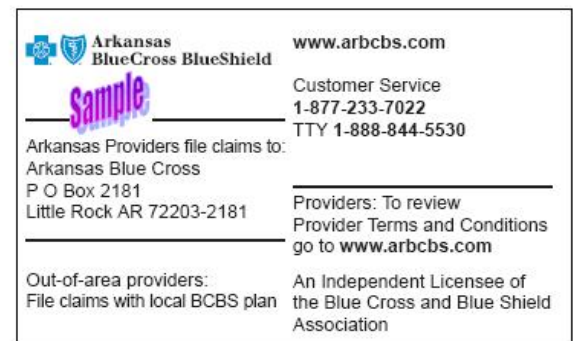 Arkansas
BlueCross BlueShield
Sample
Arkansas Providers file claims to:
Arkansas Blue Cross
P O Box 2181
Little Rock AR 72203-2181
Out-of-area providers:
File claims with local BCBS plan
www.arbcbs.com
Customer Service
1-877-233-7022
TTY 1-888-844-5530
Providers: To review
Provider Terms and Conditions
go to www.arbcbs.com
An Independent Licensee of
the Blue Cross and Blue Shield
Association